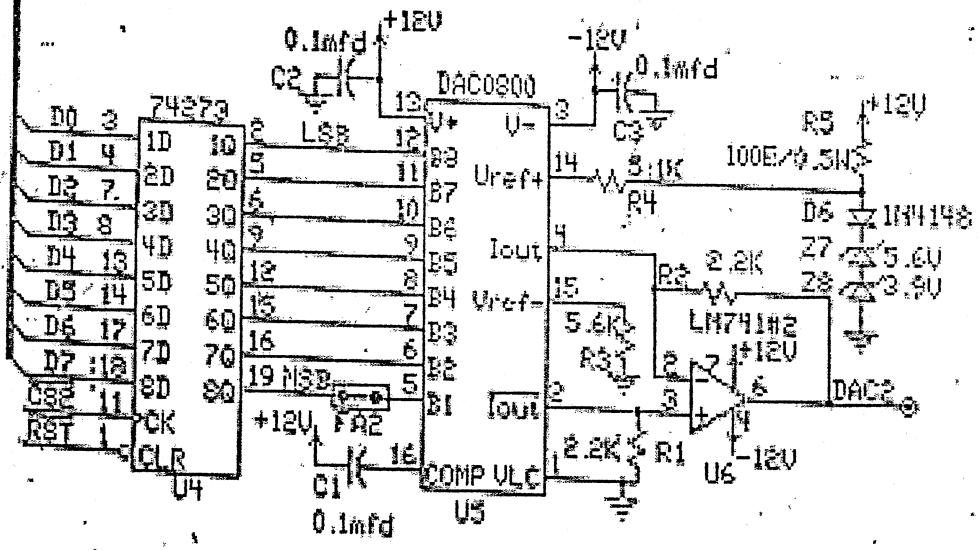 +12V
0.1mfd
C2
-12V
0.1mfd
C3
DAC0800
74273
D0 3 1D 1Q 2 LSB 12 B8
D1 4 2D 2Q 5 11 B7
D2 7 3D 3Q 6 10 B6
D3 8 4D 4Q 9 9 B5
D4 13 5D 5Q 12 8 B4
D5 14 6D 6Q 15 7 B3
D6 17 7D 7Q 16 6 B2
D7 18 8D 8Q 19 MSB 5 B1
CS2 11 CK
RST 1 CLR
U4
13 V+
V- 3
Vref+ 14
R4
Iout 4
Vref- 15
5.6K
R3
Iout 2
2.2K R1
COMP VLC 1
16
U5
+12V
C1
0.1mfd
R5 +12V
100E/0.5W
D6 1N4148
Z7 5.6V
Z8 3.9V
R2 2.2K
LM741
2 7 +12V
3 6
4 -12V
U6
DAC2